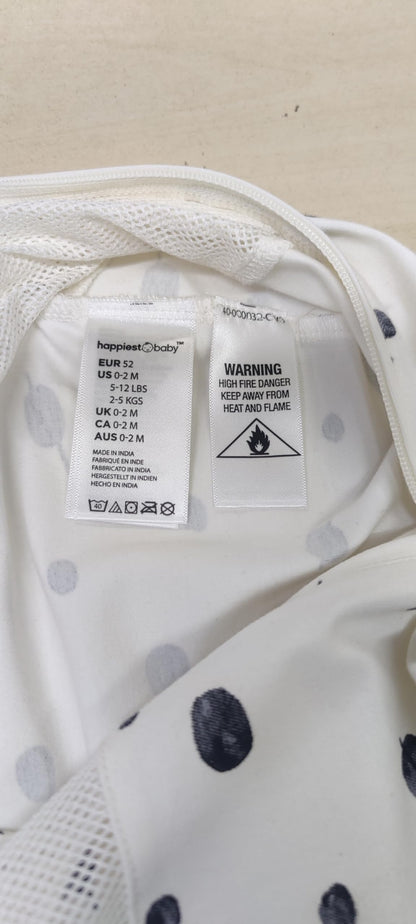 happiest baby™
EUR 52
US 0-2 M
5-12 LBS
2-5 KGS
UK 0-2 M
CA 0-2 M
AUS 0-2 M
MADE IN INDIA
FABRIQUÉ EN INDE
FABBRICATO IN INDIA
HERGESTELLT IN INDIEN
HECHO EN INDIA
40
WARNING
HIGH FIRE DANGER
KEEP AWAY FROM
HEAT AND FLAME